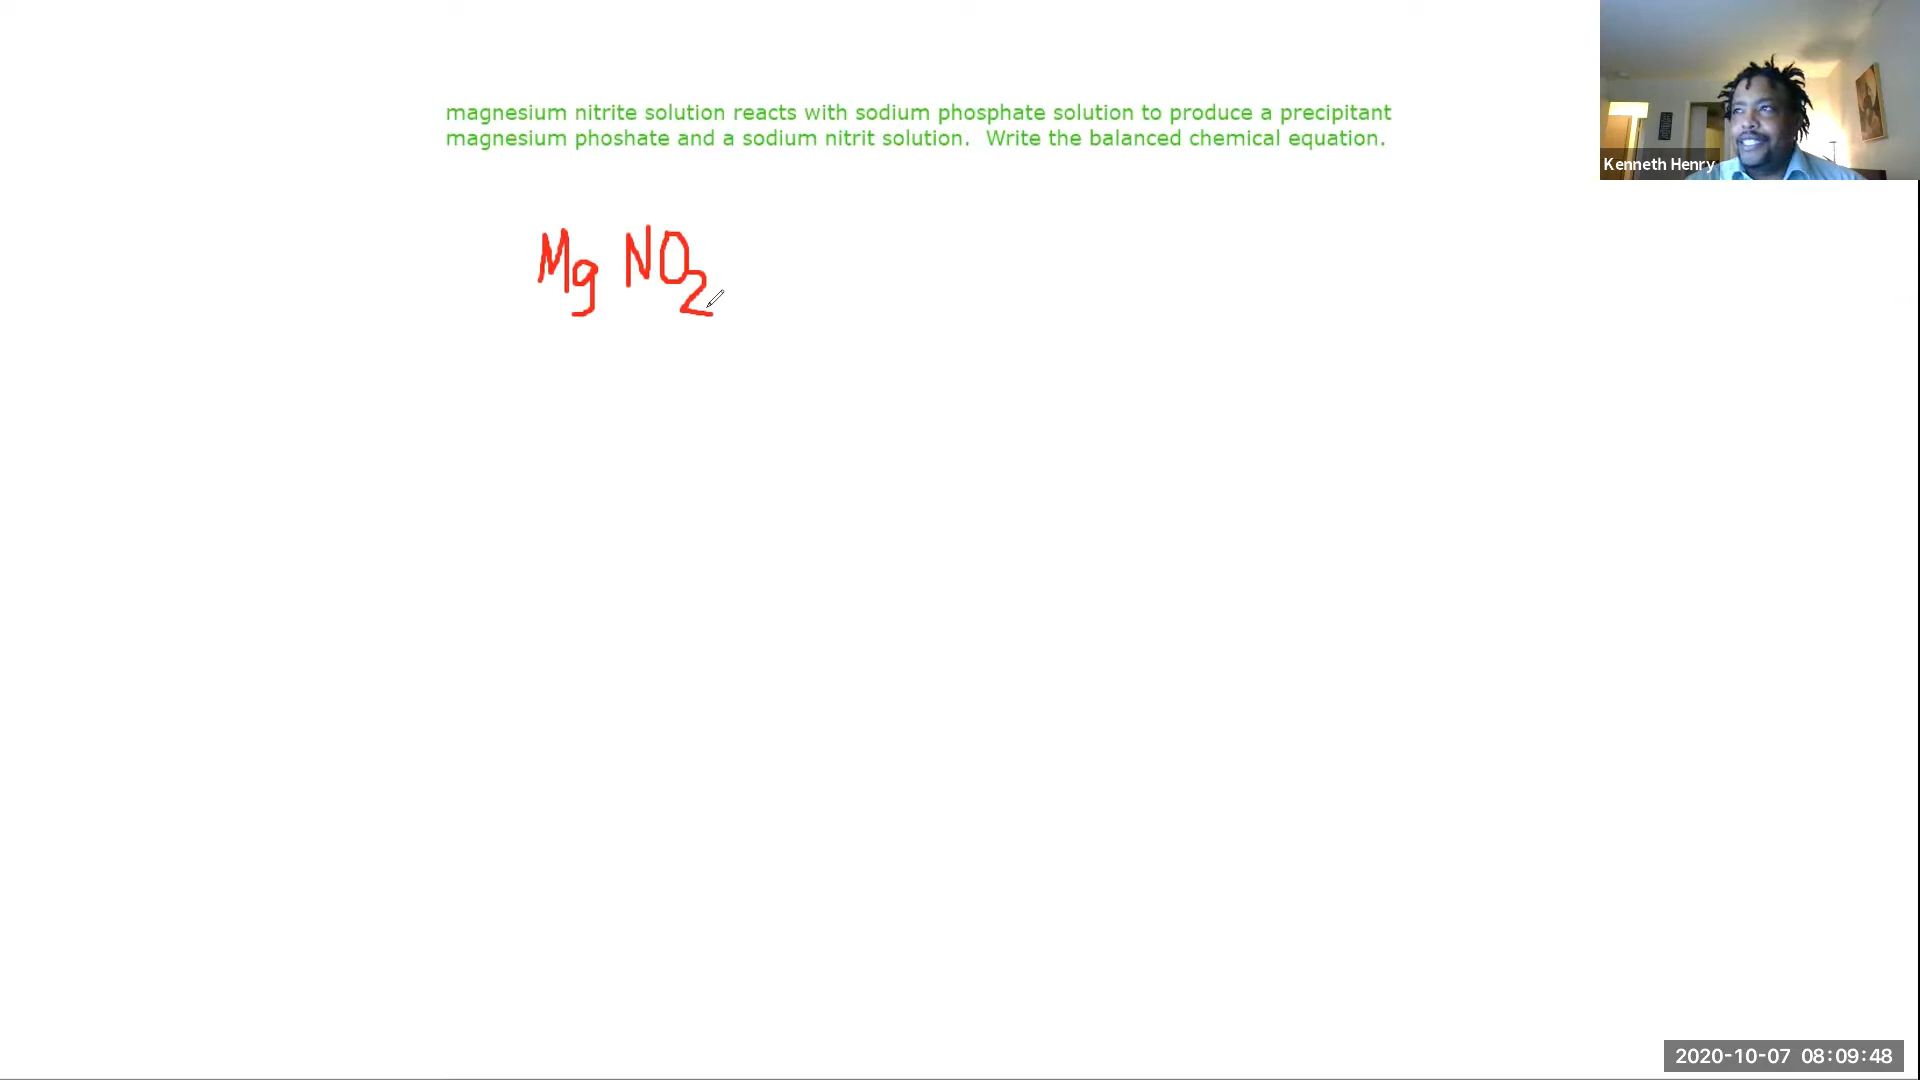 magnesium nitrite solution reacts with sodium phosphate solution to produce a precipitant
magnesium phoshate and a sodium nitrit solution.  Write the balanced chemical equation.
Kenneth Henry
Mg NO2
2020-10-07 08:09:48